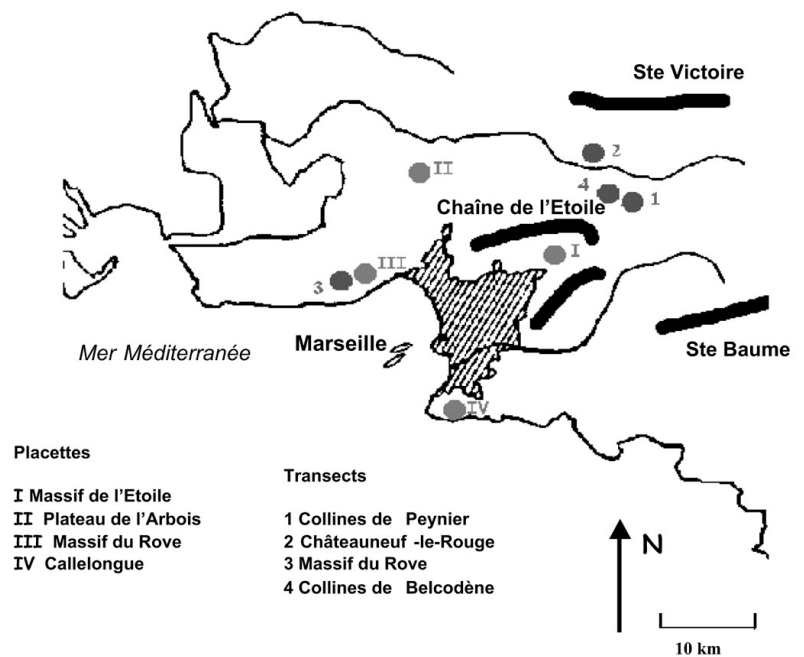 Ste Victoire
2
II
4
1
Chaîne de l’Etoile
I
III
3
Marseille
Mer Méditerranée
Ste Baume
IV
Placettes
I Massif de l’Etoile
II Plateau de l’Arbois
III Massif du Rove
IV Callelongue
Transects
1 Collines de Peynier
2 Châteauneuf -le-Rouge
3 Massif du Rove
4 Collines de Belcodène
N
10 km